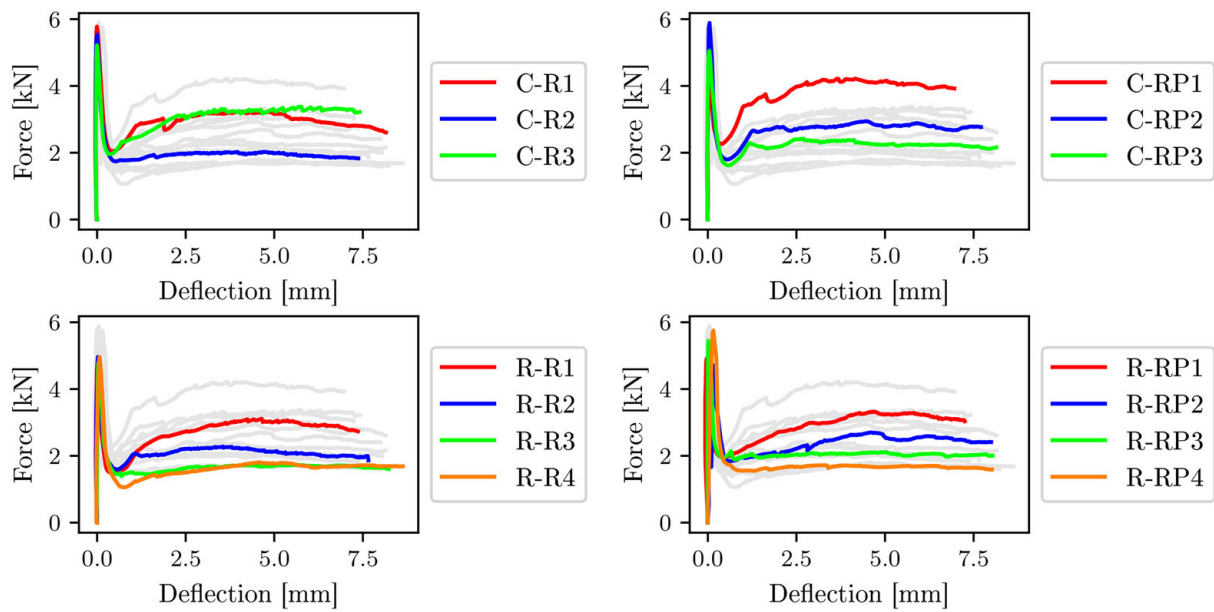 6
4
2
0
Force [kN]
0.0 2.5 5.0 7.5
Deflection [mm]
C-R1
C-R2
C-R3
6
4
2
0
Force [kN]
0.0 2.5 5.0 7.5
Deflection [mm]
C-RP1
C-RP2
C-RP3
6
4
2
0
Force [kN]
0.0 2.5 5.0 7.5
Deflection [mm]
R-R1
R-R2
R-R3
R-R4
6
4
2
0
Force [kN]
0.0 2.5 5.0 7.5
Deflection [mm]
R-RP1
R-RP2
R-RP3
R-RP4